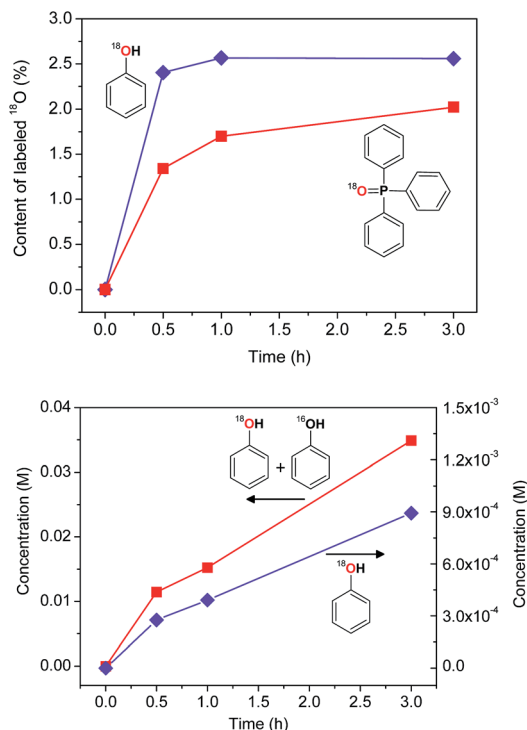 3.0
2.5
2.0
1.5
1.0
0.5
0.0
Content of labeled ¹⁸O (%)
¹⁸OH
¹⁸O=P
0.0 0.5 1.0 1.5 2.0 2.5 3.0
Time (h)
0.04
0.03
0.02
0.01
0.00
Concentration (M)
¹⁸OH
+
¹⁶OH
¹⁸OH
1.5x10⁻³
1.3x10⁻³
9.0x10⁻⁴
6.0x10⁻⁴
3.0x10⁻⁴
0.0
Concentration (M)
0.0 0.5 1.0 1.5 2.0 2.5 3.0
Time (h)